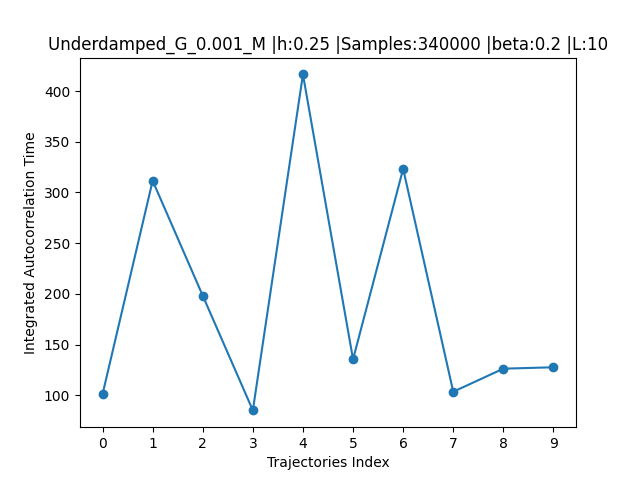 Underdamped_G_0.001_M |h:0.25 |Samples:340000 |beta:0.2 |L:10
Integrated Autocorrelation Time
400
350
300
250
200
150
100
0 1 2 3 4 5 6 7 8 9
Trajectories Index